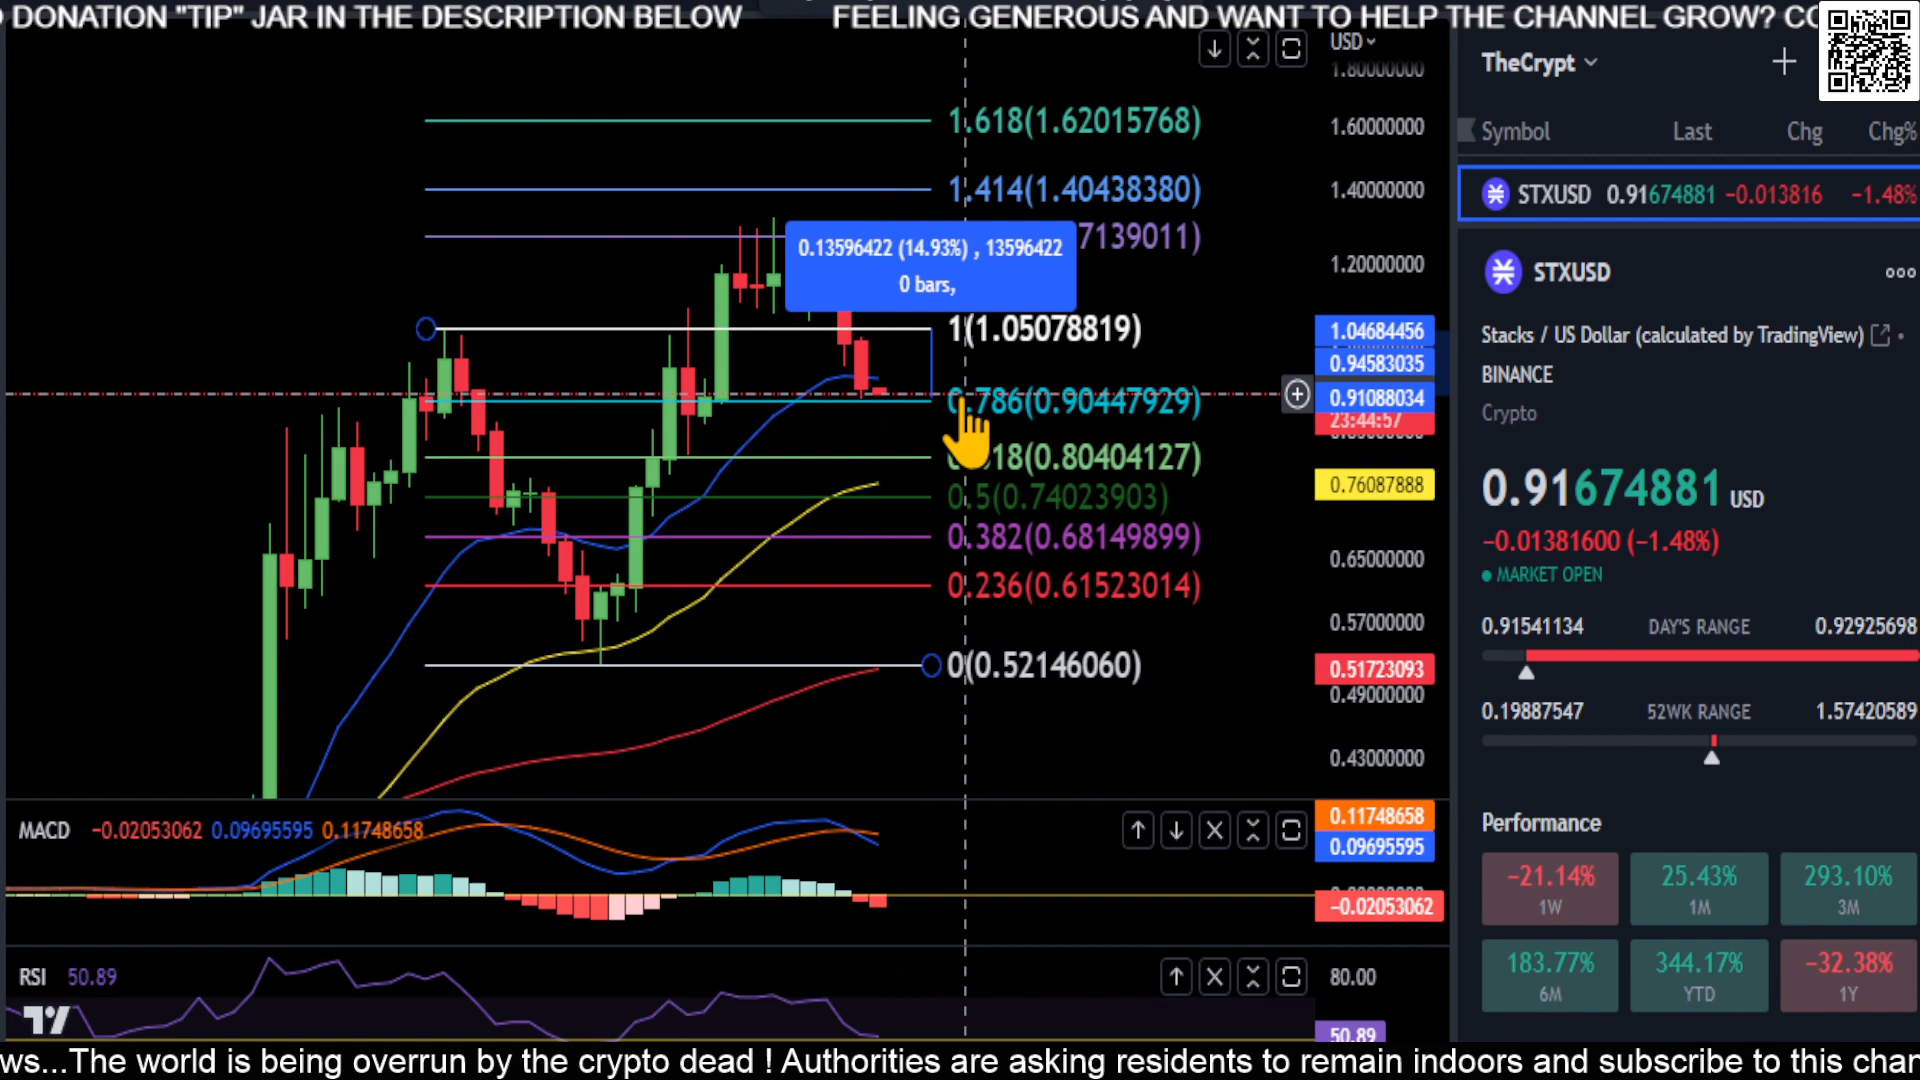 DONATION "TIP" JAR IN THE DESCRIPTION BELOW FEELING GENEROUS AND WANT TO HELP THE CHANNEL GROW? CO
USD
1.80000000
1.618(1.62015768)
1.60000000
1.414(1.40438380)
1.40000000
7139011)
0.13596422 (14.93%) , 13596422
0 bars,
1.20000000
1(1.05078819)
1.04684456
0.94583035
0.786(0.90447929)
0.91088034
23:44:57
18(0.80404127)
0.76087888
0.5(0.74023903)
0.382(0.68149899)
0.65000000
0.236(0.61523014)
0.57000000
0(0.52146060)
0.51723093
0.49000000
0.43000000
MACD −0.02053062 0.09695595 0.11748658
0.11748658
0.09695595
−0.02053062
RSI 50.89
80.00
50.89
TheCrypt
Symbol Last Chg Chg%
STXUSD 0.91674881 −0.013816 −1.48%
STXUSD
Stacks / US Dollar (calculated by TradingView)
BINANCE
Crypto
0.91674881 USD
−0.01381600 (−1.48%)
MARKET OPEN
0.91541134 DAY'S RANGE 0.92925698
0.19887547 52WK RANGE 1.57420589
Performance
−21.14% 25.43% 293.10%
1W 1M 3M
183.77% 344.17% −32.38%
6M YTD 1Y
ws...The world is being overrun by the crypto dead ! Authorities are asking residents to remain indoors and subscribe to this chan